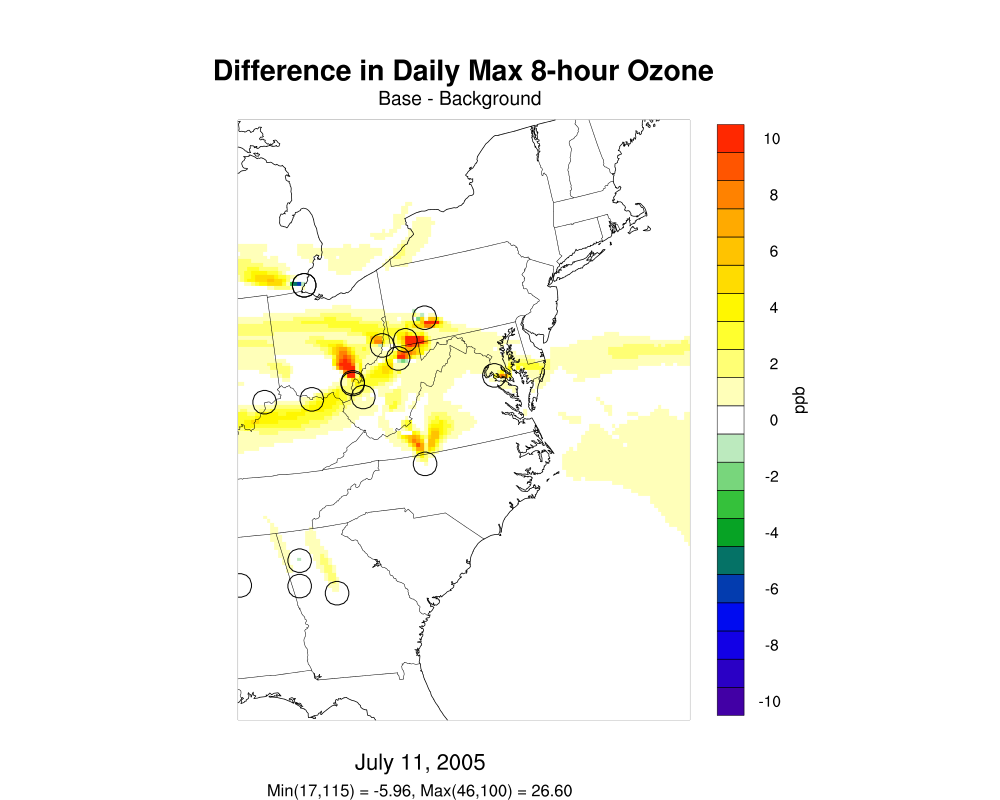 Difference in Daily Max 8-hour Ozone
Base - Background
10
8
6
4
2
0
-2
-4
-6
-8
-10
ppb
July 11, 2005
Min(17,115) = -5.96, Max(46,100) = 26.60